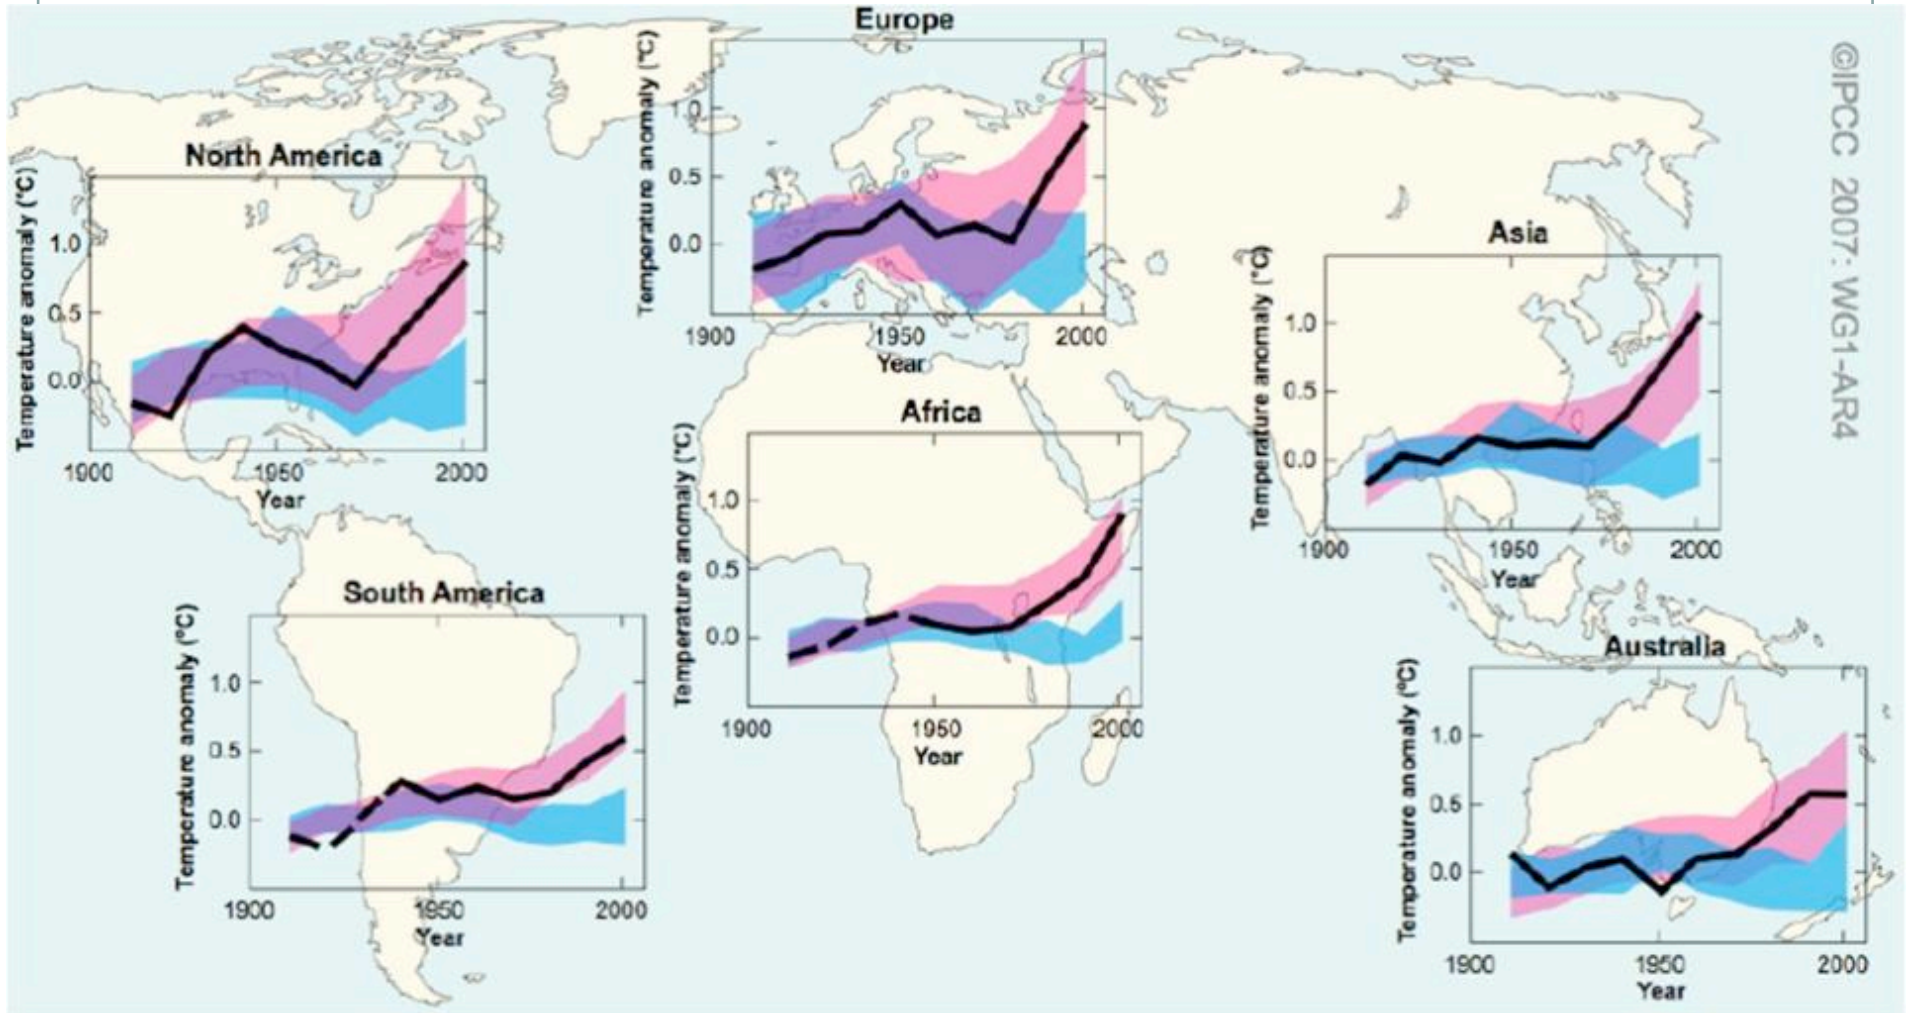 Europe
Temperature anomaly (°C)
1.0
0.5
0.0
1900
1950
2000
Year
North America
Temperature anomaly (°C)
1.0
0.5
0.0
1900
1950
2000
Year
Asia
Temperature anomaly (°C)
1.0
0.5
0.0
1900
1950
2000
Year
Africa
Temperature anomaly (°C)
1.0
0.5
0.0
1900
1950
2000
Year
South America
Temperature anomaly (°C)
1.0
0.5
0.0
1900
1950
2000
Year
Australia
Temperature anomaly (°C)
1.0
0.5
0.0
1900
1950
2000
Year
©IPCC 2007: WG1-AR4